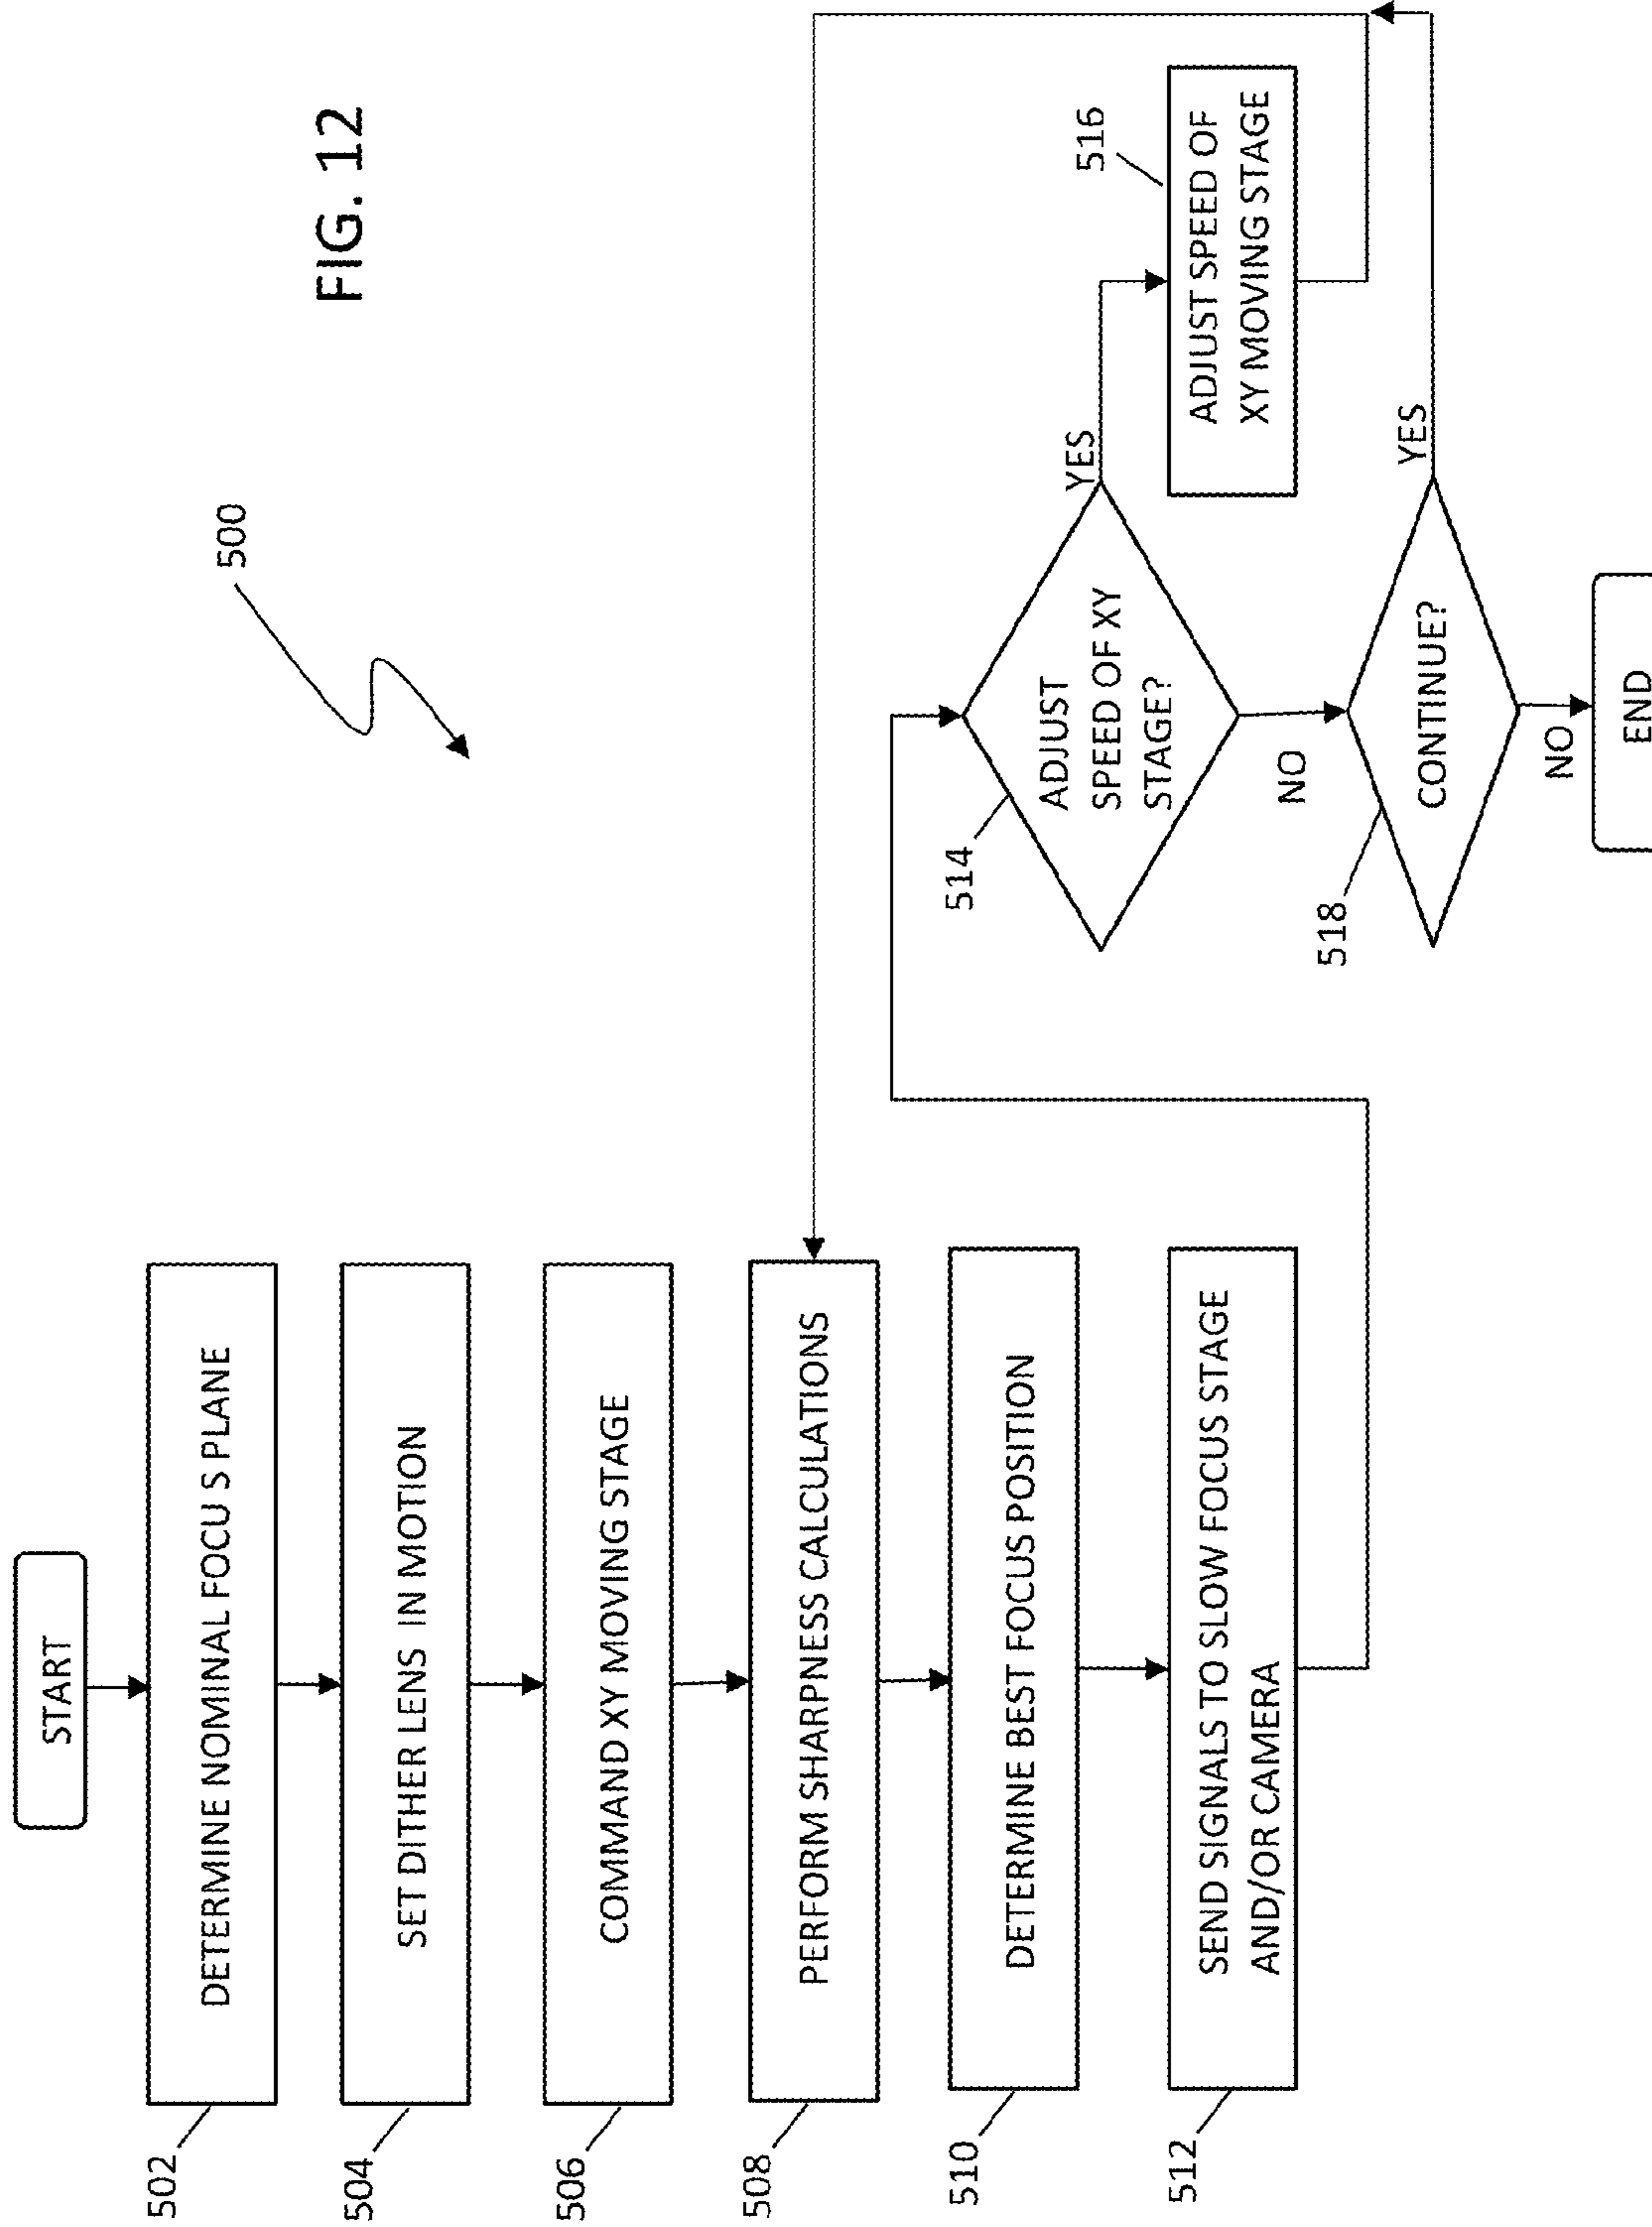 FIG. 12
500
START
502
DETERMINE NOMINAL FOCUS PLANE
504
SET DITHER LENS IN MOTION
506
COMMAND XY MOVING STAGE
508
PERFORM SHARPNESS CALCULATIONS
510
DETERMINE BEST FOCUS POSITION
512
SEND SIGNALS TO SLOW FOCUS STAGE
AND/OR CAMERA
514
ADJUST
SPEED OF XY
STAGE?
YES
516
ADJUST SPEED OF
XY MOVING STAGE
NO
518
CONTINUE?
YES
NO
END